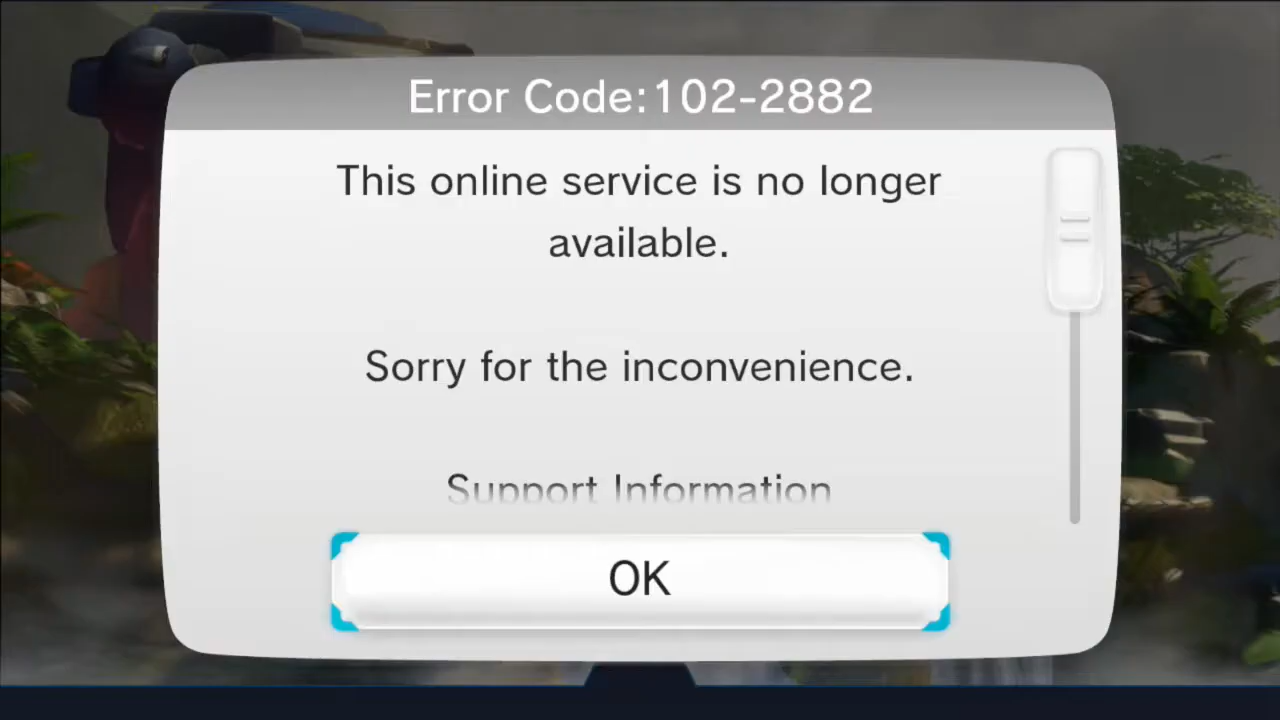 Error Code:102-2882
This online service is no longer
available.
Sorry for the inconvenience.
Support Information
OK